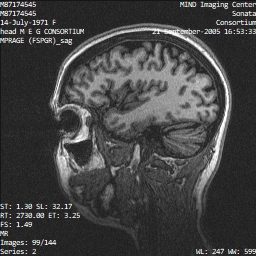 M87174545
M87174545
14-July-1971 F
head M E G CONSORTIUM
MPRAGE (FSPGR)_sag
MIND Imaging Center
Sonata
Consortium
21-September-2005 16:53:33
ST: 1.30 SL: 32.17
RT: 2730.00 ET: 3.25
FS: 1.49
MR
Images: 99/144
Series: 2
WL: 247 WW: 599